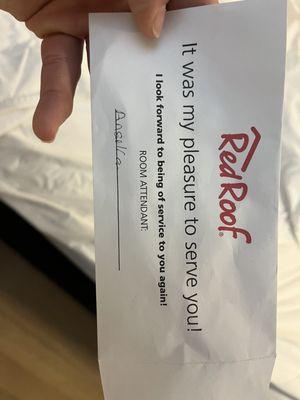 Red Roof®
It was my pleasure to serve you!
I look forward to being of service to you again!
ROOM ATTENDANT:
Angelica